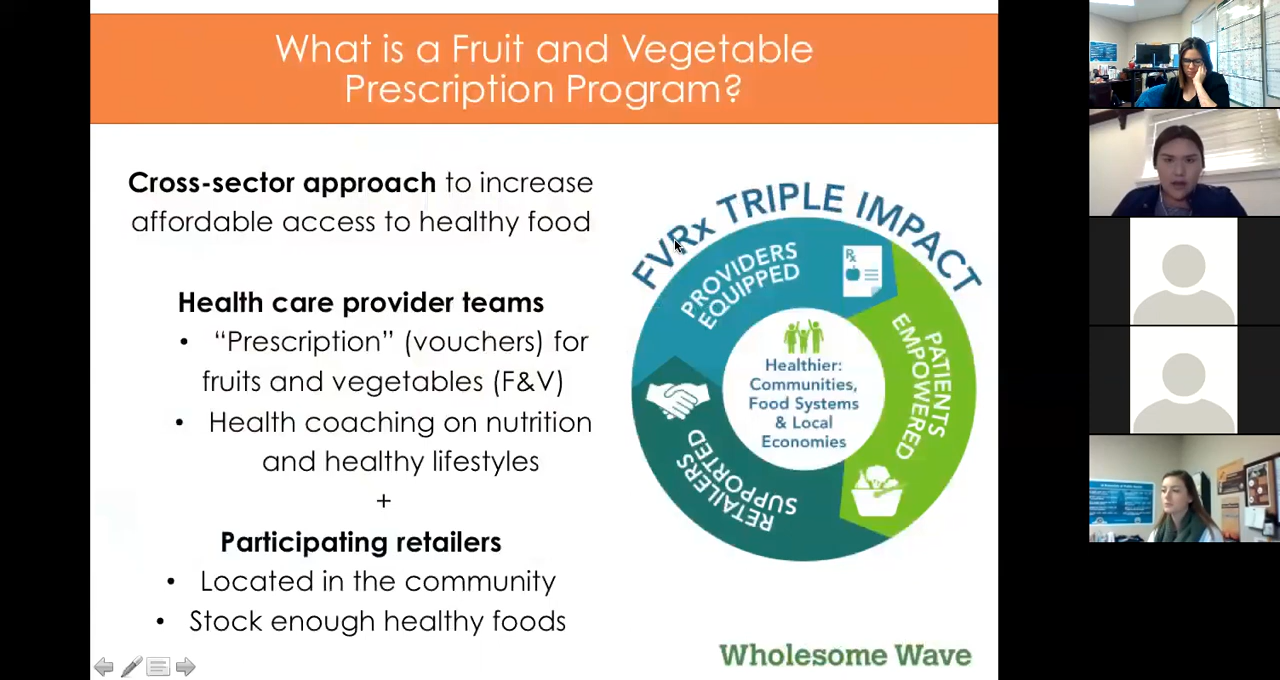 What is a Fruit and Vegetable
Prescription Program?
Cross-sector approach to increase
affordable access to healthy food
Health care provider teams
• “Prescription” (vouchers) for
fruits and vegetables (F&V)
• Health coaching on nutrition
and healthy lifestyles
+
Participating retailers
• Located in the community
• Stock enough healthy foods
FVRx TRIPLE IMPACT
PROVIDERS
EQUIPPED
Rx
PATIENTS
EMPOWERED
RETAILERS
SUPPORTED
Healthier:
Communities,
Food Systems
& Local
Economies
Wholesome Wave